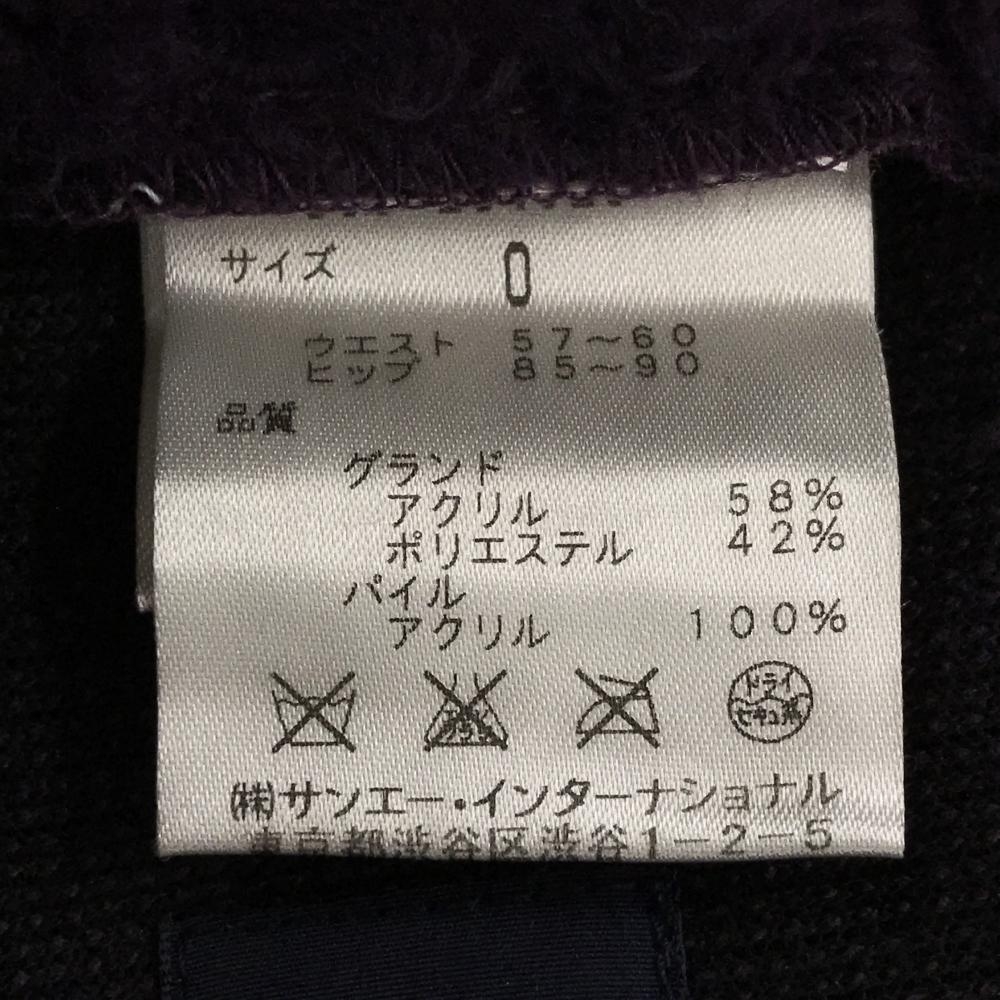 サイズ 0
ウエスト 57～60
ヒップ 85～90
品質
グランド
アクリル 58%
ポリエステル 42%
パイル
アクリル 100%
ドライ
セキユ系
(株)サンエー・インターナショナル
東京都渋谷区渋谷1-2-5